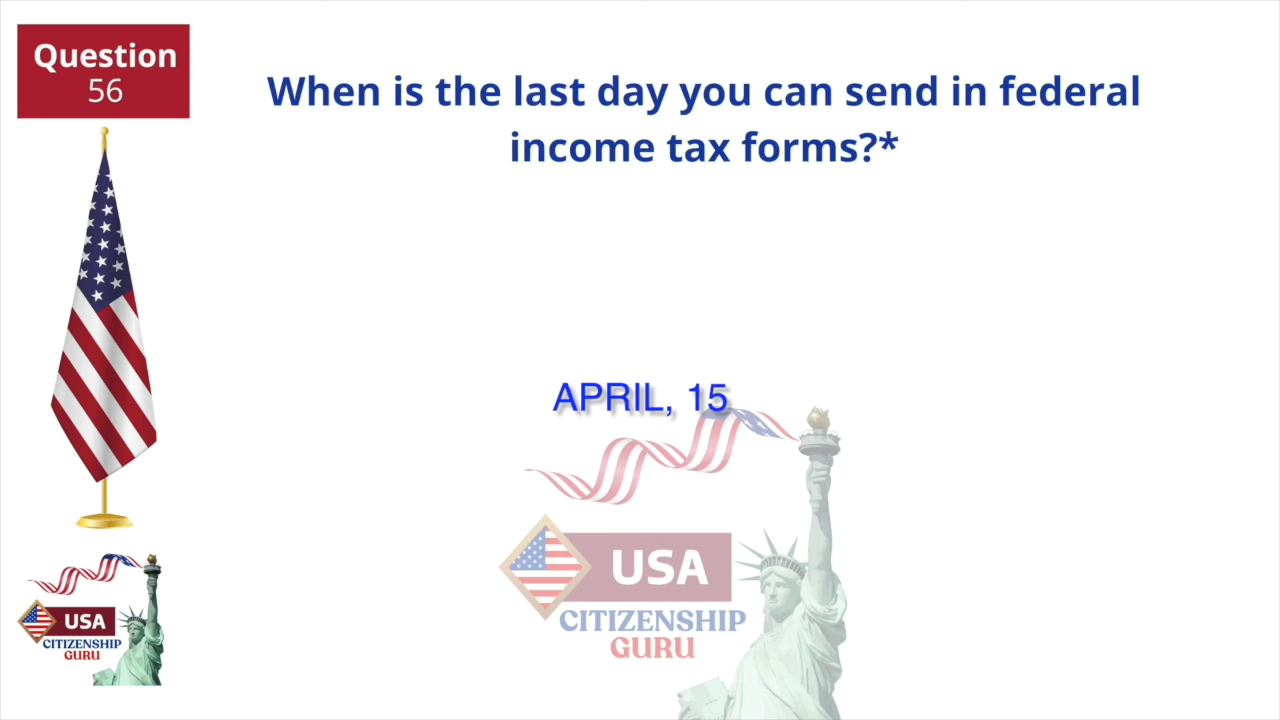 Question
56
When is the last day you can send in federal
income tax forms?*
APRIL, 15
USA
CITIZENSHIP
GURU
USA
CITIZENSHIP
GURU